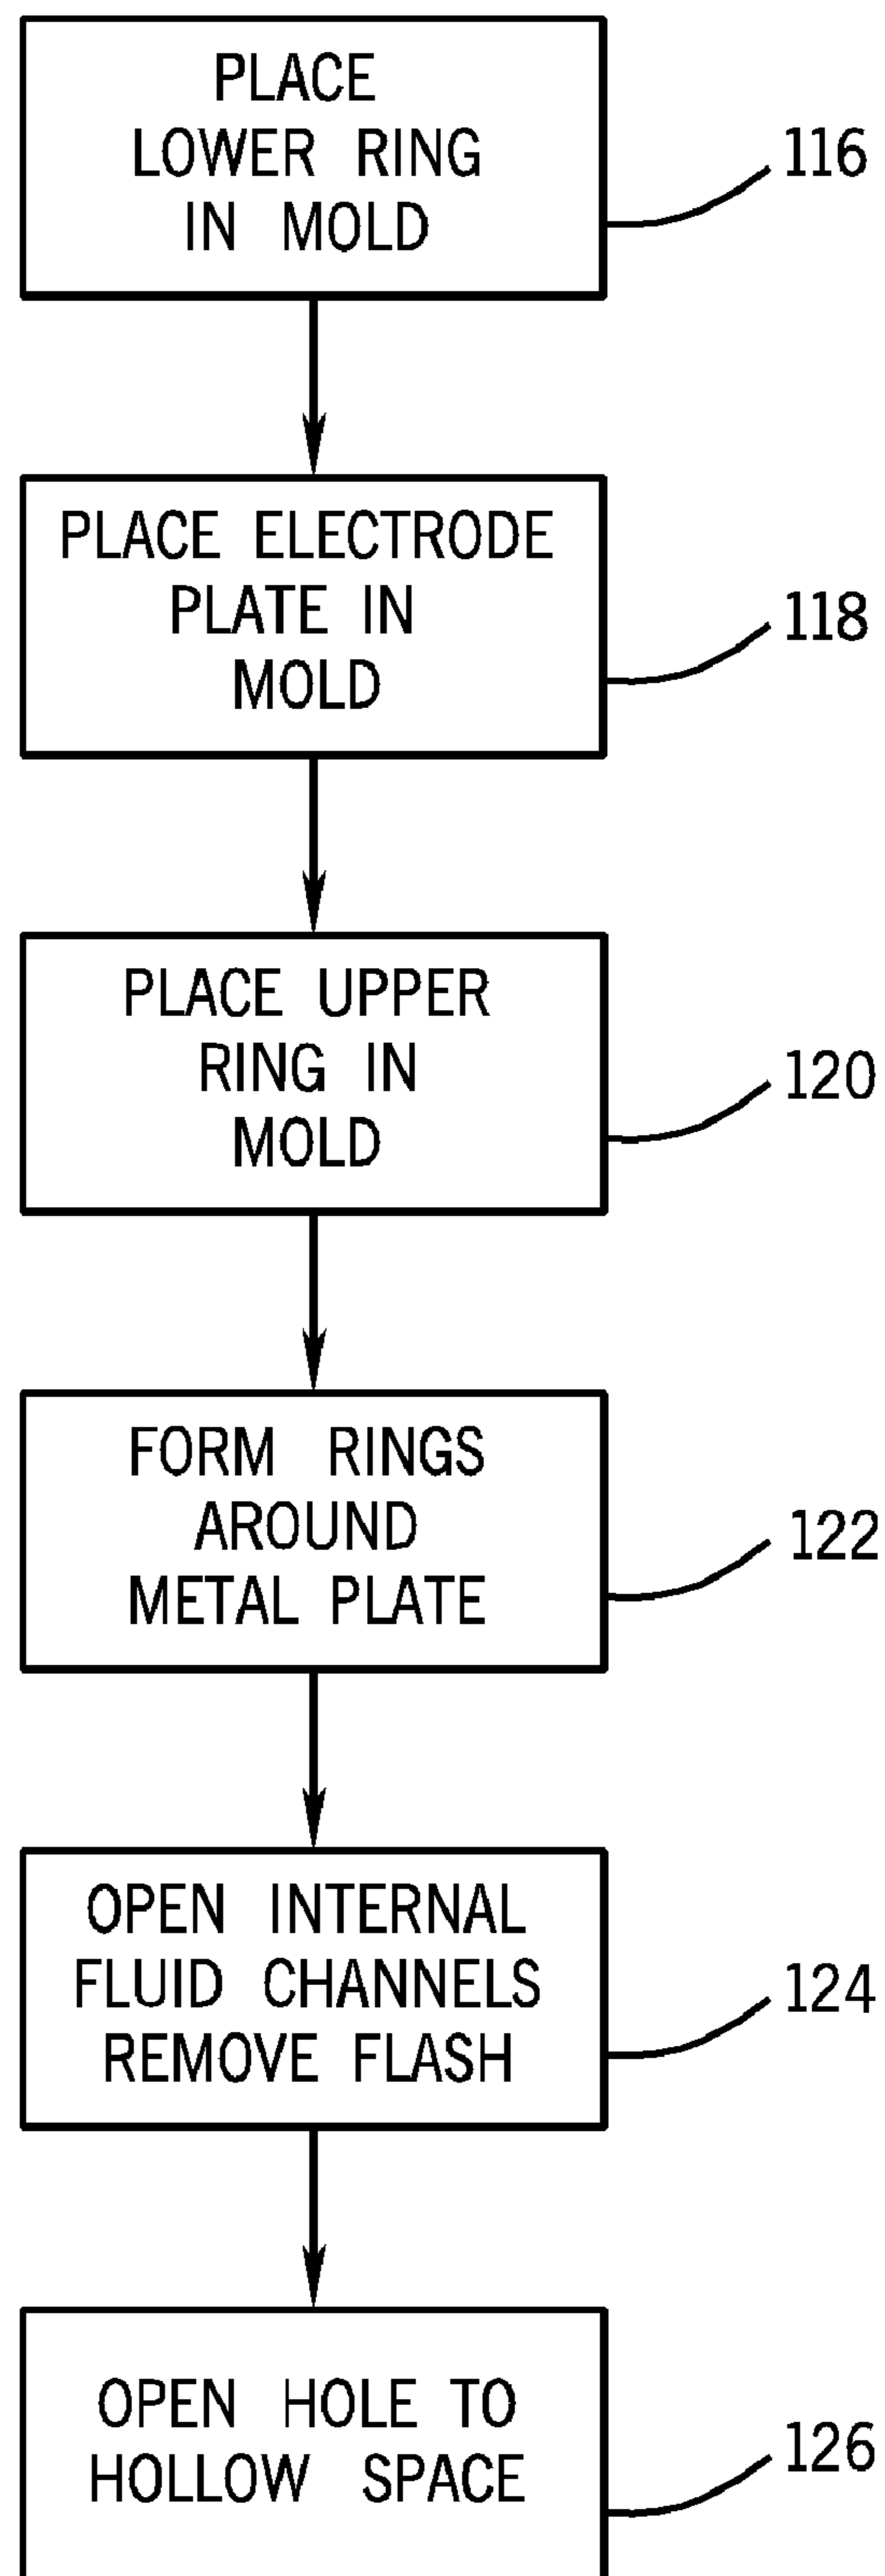 PLACE
LOWER RING
IN MOLD
116
PLACE ELECTRODE
PLATE IN
MOLD
118
PLACE UPPER
RING IN
MOLD
120
FORM RINGS
AROUND
METAL PLATE
122
OPEN INTERNAL
FLUID CHANNELS
REMOVE FLASH
124
OPEN HOLE TO
HOLLOW SPACE
126